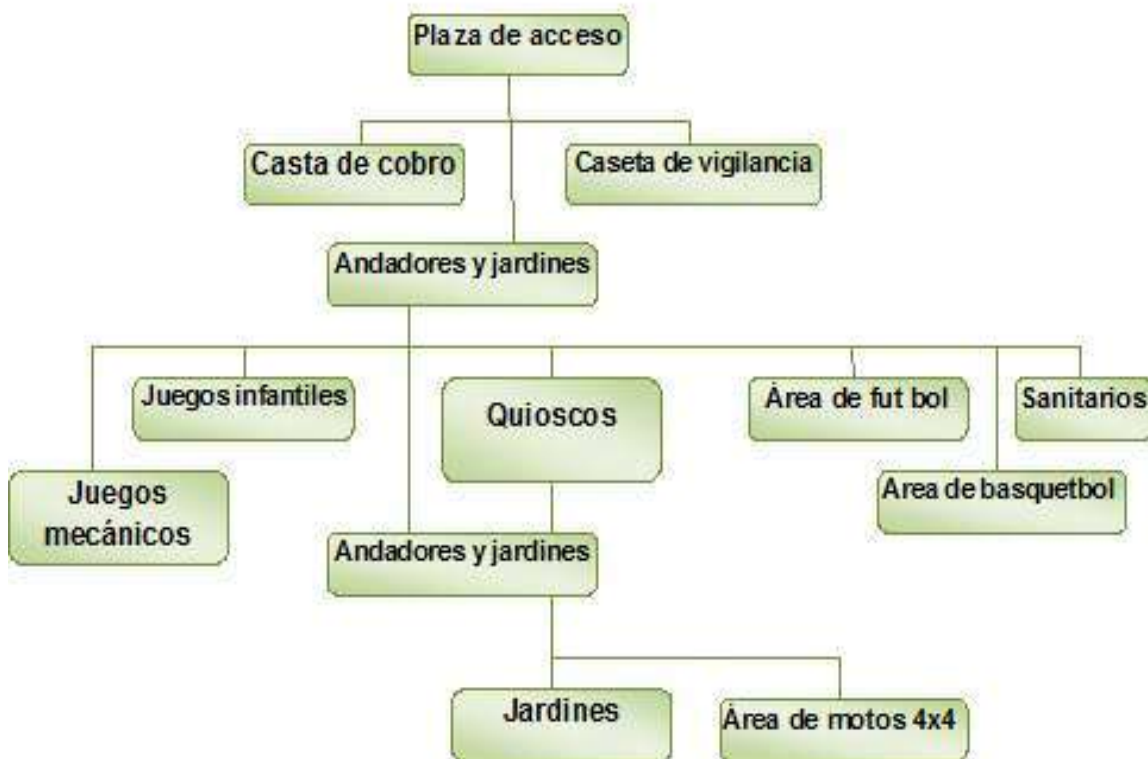 Plaza de acceso
Casta de cobro
Caseta de vigilancia
Andadores y jardines
Juegos infantiles
Quioscos
Área de fut bol
Sanitarios
Juegos
mecánicos
Area de basquetbol
Andadores y jardines
Jardines
Área de motos 4x4